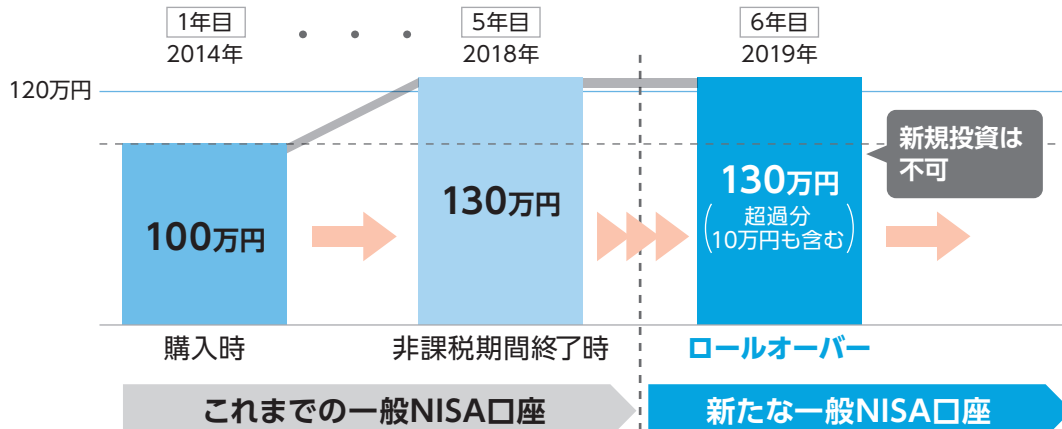 1年目
2014年
・・・
5年目
2018年
6年目
2019年
120万円
新規投資は
不可
100万円
130万円
130万円
(超過分
10万円も含む)
購入時
非課税期間終了時
ロールオーバー
これまでの一般NISA口座
新たな一般NISA口座